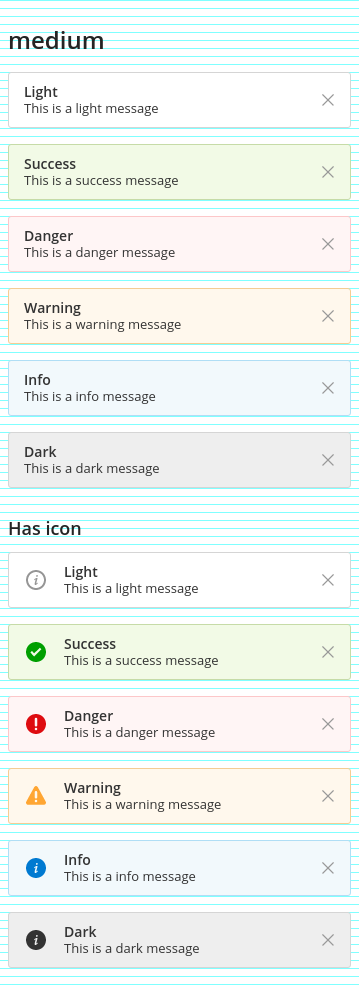 medium
Light
This is a light message
Success
This is a success message
Danger
This is a danger message
Warning
This is a warning message
Info
This is a info message
Dark
This is a dark message
Has icon
Light
This is a light message
Success
This is a success message
Danger
This is a danger message
Warning
This is a warning message
Info
This is a info message
Dark
This is a dark message